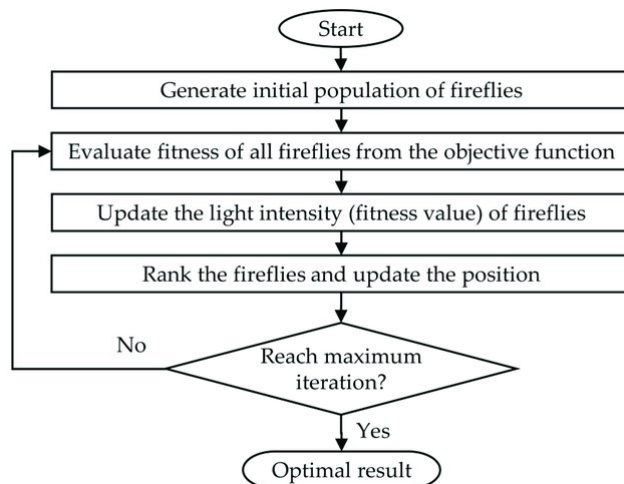 Start
Generate initial population of fireflies
Evaluate fitness of all fireflies from the objective function
Update the light intensity (fitness value) of fireflies
Rank the fireflies and update the position
No
Reach maximum
iteration?
Yes
Optimal result